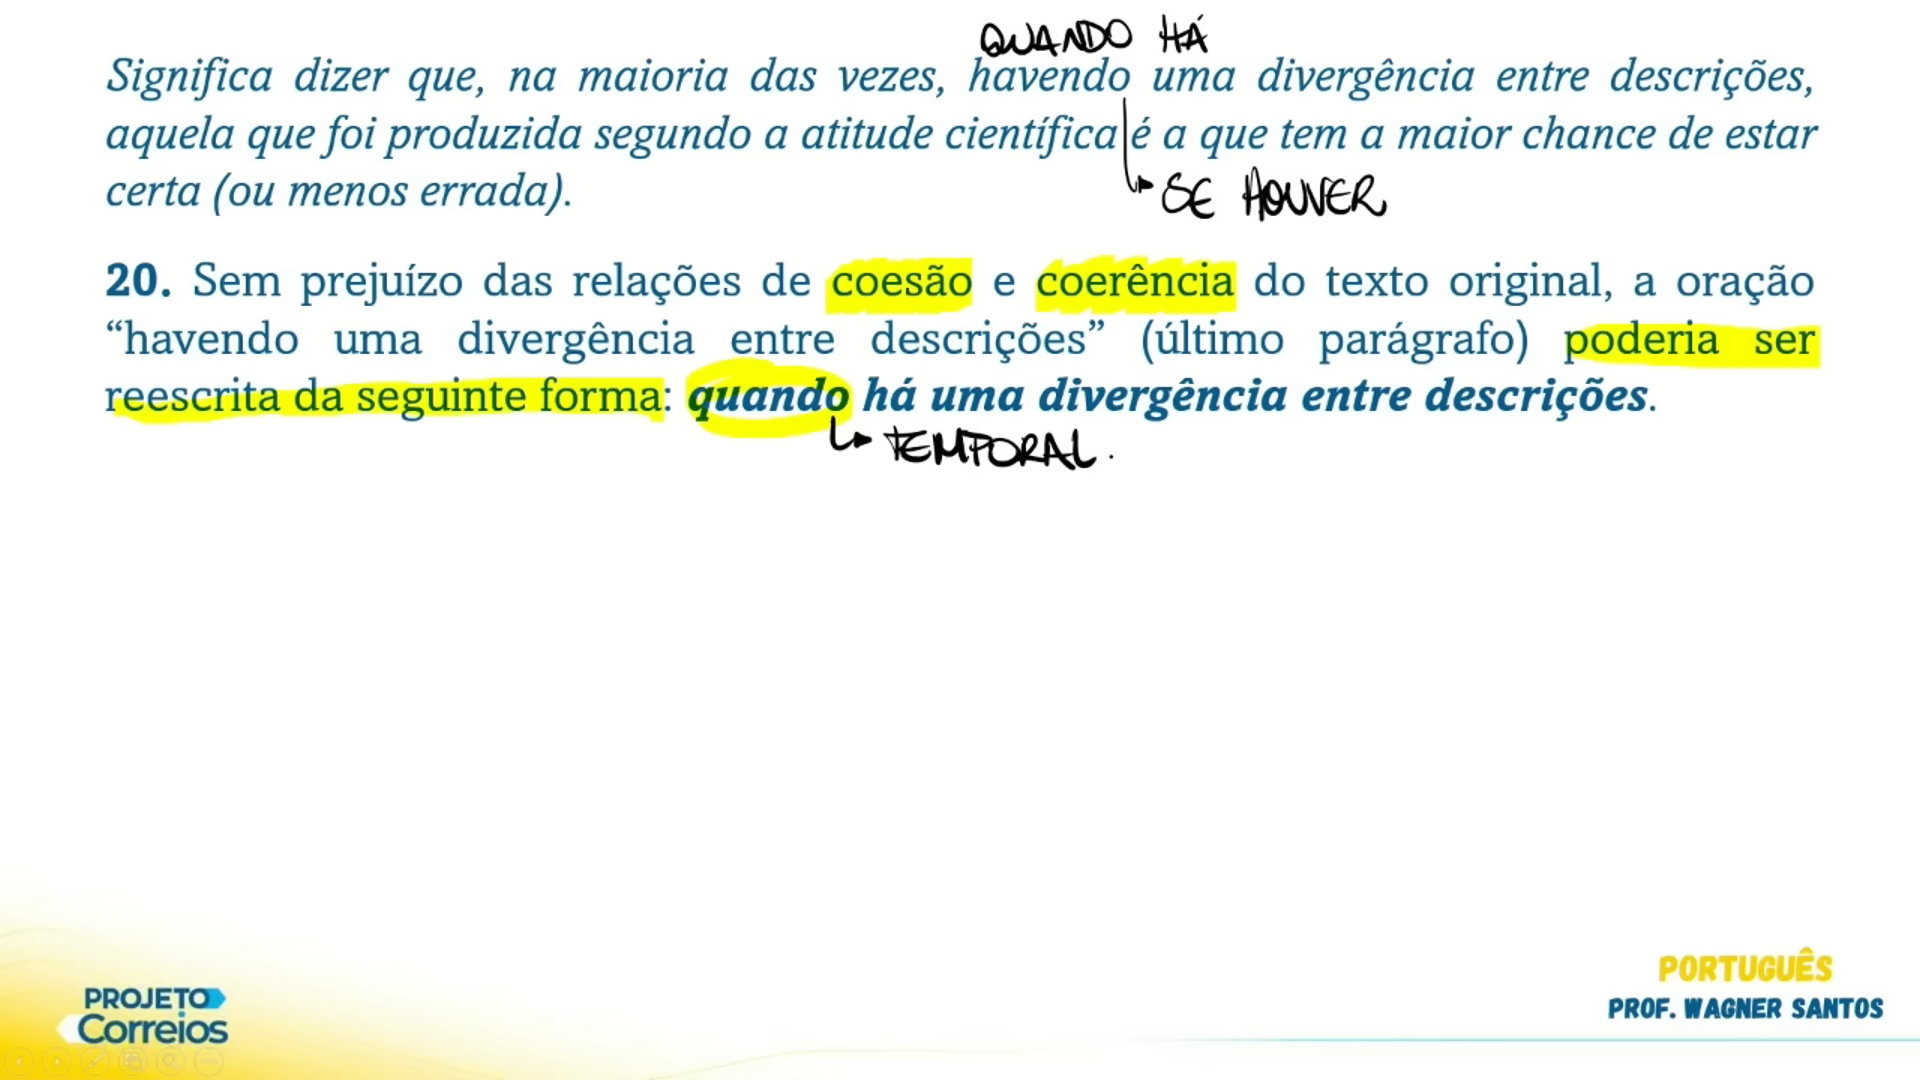 QUANDO HÁ
Significa dizer que, na maioria das vezes, havendo uma divergência entre descrições,
aquela que foi produzida segundo a atitude científica é a que tem a maior chance de estar
certa (ou menos errada).
SE HOUVER
20. Sem prejuízo das relações de coesão e coerência do texto original, a oração
“havendo uma divergência entre descrições” (último parágrafo) poderia ser
reescrita da seguinte forma: quando há uma divergência entre descrições.
TEMPORAL.
PROJETO
Correios
PORTUGUÊS
PROF. WAGNER SANTOS